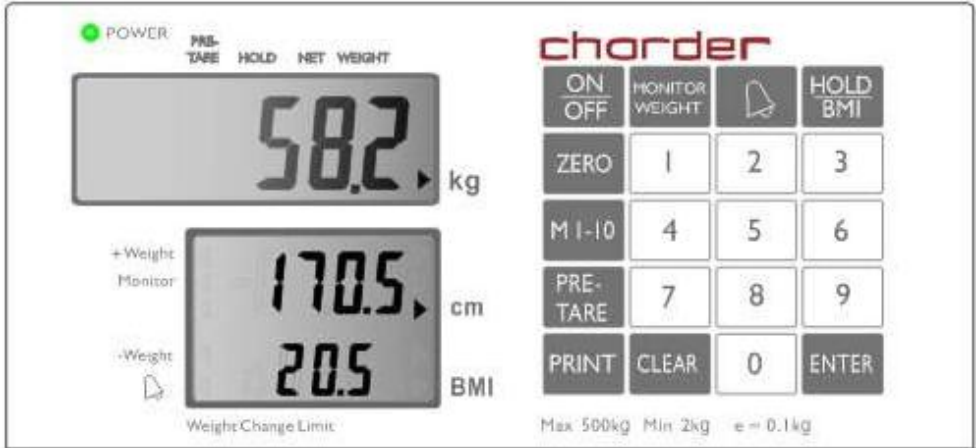 POWER
PRE-
TARE HOLD NET WEIGHT
58.2 kg
+Weight
Monitor
170.5 cm
-Weight
20.5 BMI
Weight Change Limit
charder
ON
OFF
MONITOR
WEIGHT
HOLD
BMI
ZERO 1 2 3
M 1-10 4 5 6
PRE-
TARE
7 8 9
PRINT CLEAR 0 ENTER
Max 500kg Min 2kg e = 0.1kg